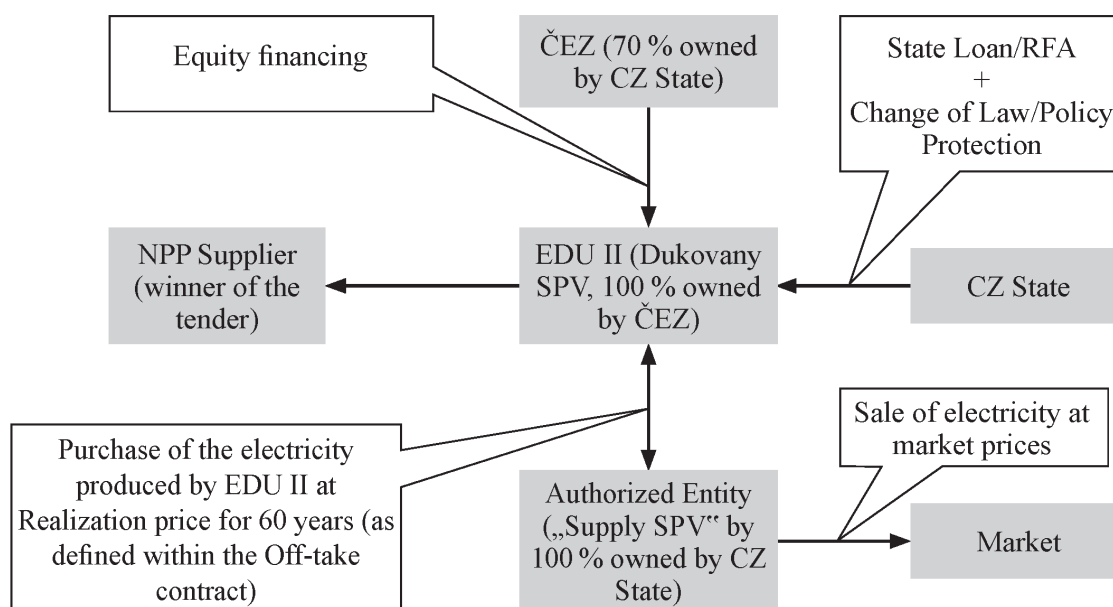 Equity financing
ČEZ (70 % owned
by CZ State)
State Loan/RFA
+
Change of Law/Policy
Protection
NPP Supplier
(winner of the
tender)
EDU II (Dukovany
SPV, 100 % owned
by ČEZ)
CZ State
Purchase of the electricity
produced by EDU II at
Realization price for 60 years (as
defined within the Off-take
contract)
Authorized Entity
(„Supply SPV‟ by
100 % owned by CZ
State)
Sale of electricity at
market prices
Market